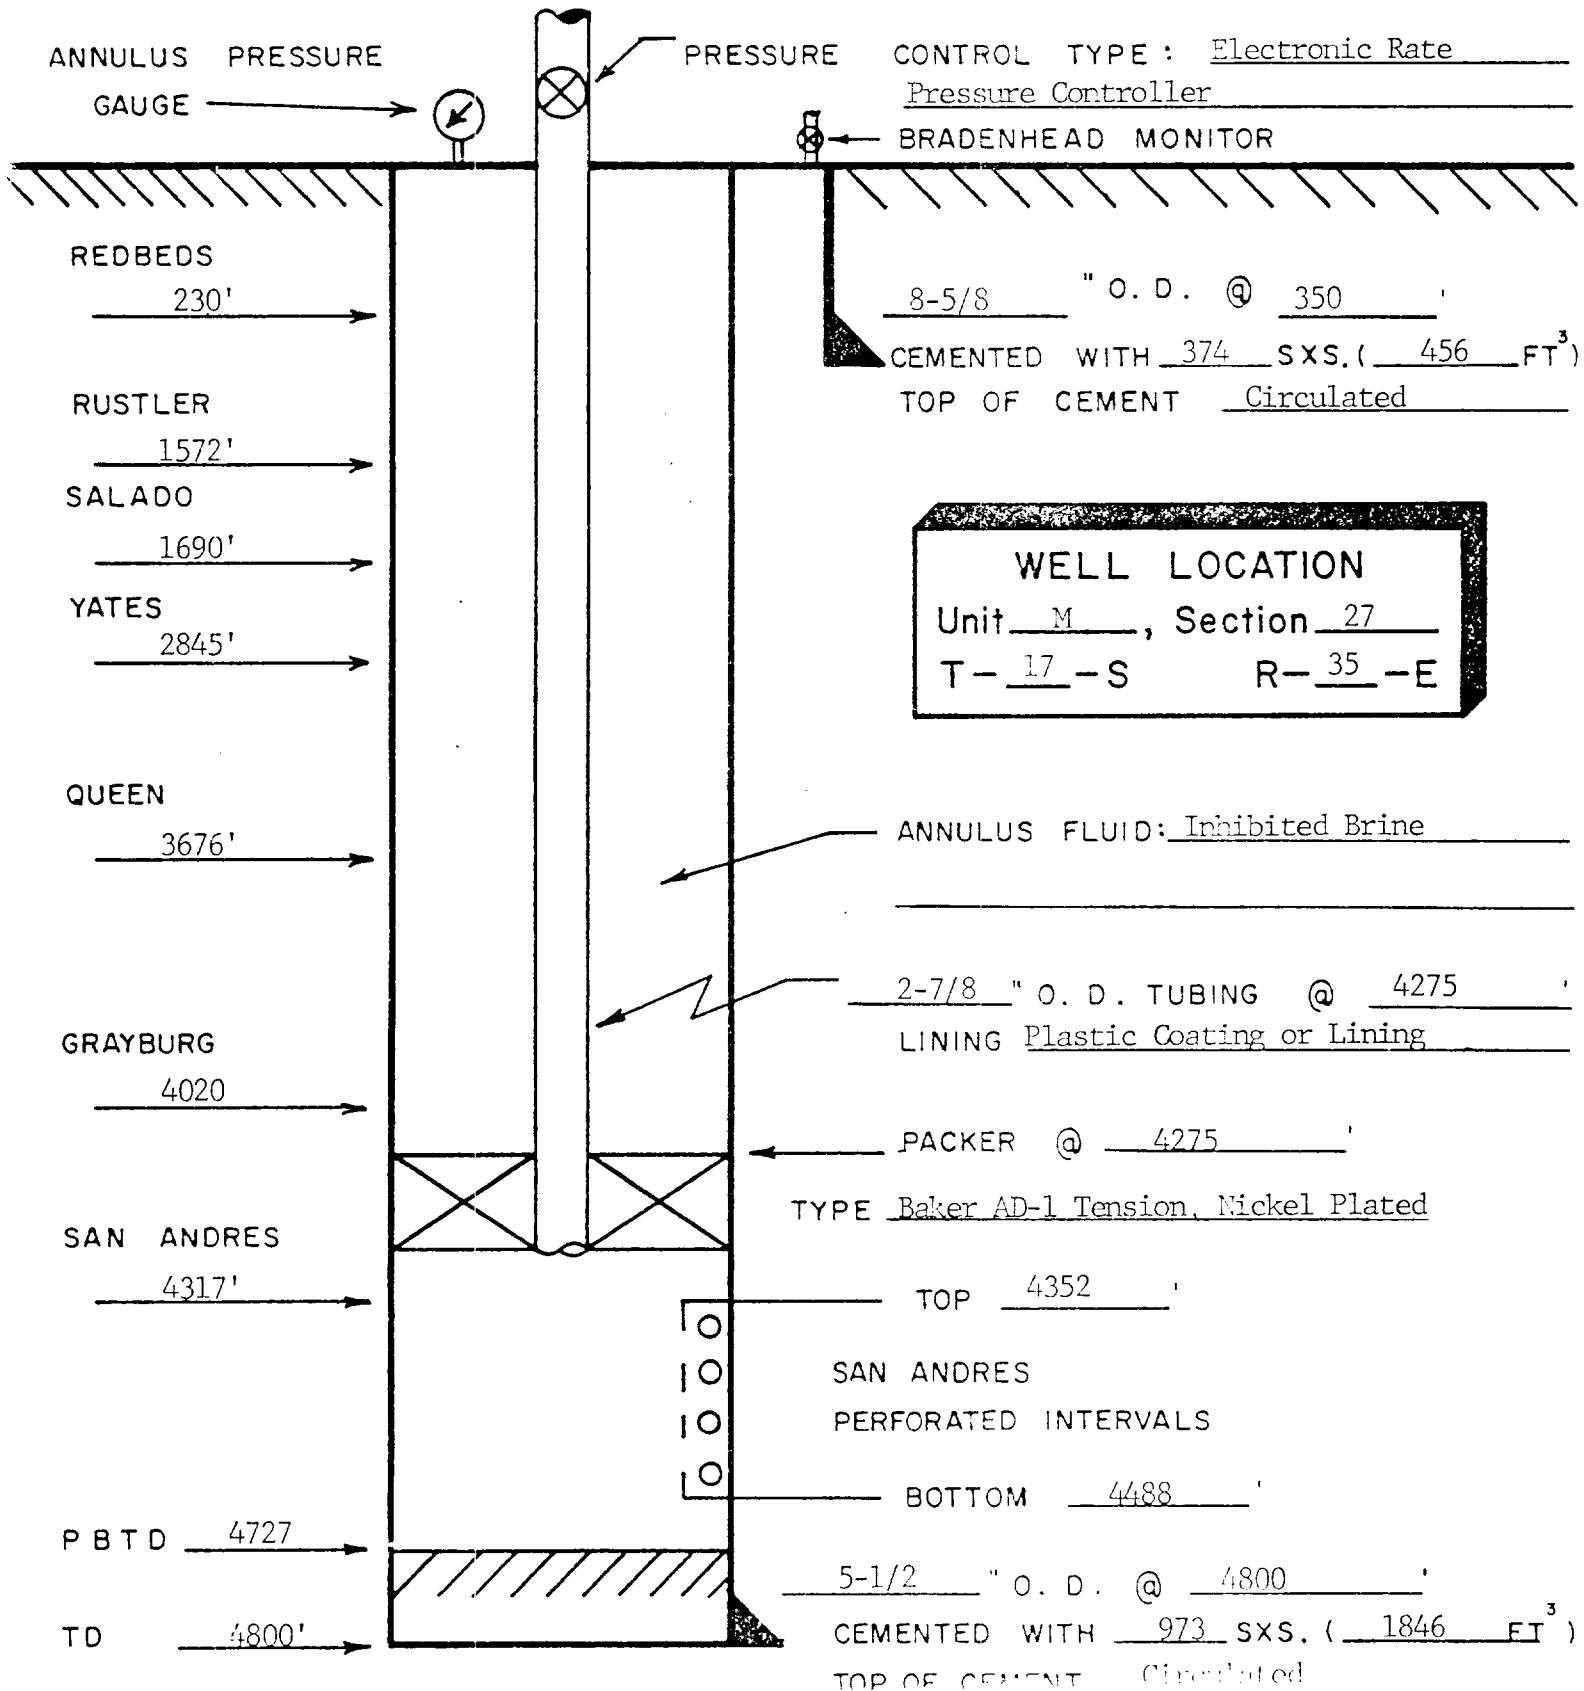 ANNULUS PRESSURE
GAUGE
PRESSURE CONTROL TYPE: Electronic Rate
Pressure Controller
BRADENHEAD MONITOR
REDBEDS
230'
8-5/8 " O.D. @ 350 '
CEMENTED WITH 374 SXS. ( 456 FT³)
TOP OF CEMENT Circulated
RUSTLER
1572'
SALADO
1690'
YATES
2845'
WELL LOCATION
Unit M, Section 27
T-17-S R-35-E
QUEEN
3676'
ANNULUS FLUID: Inhibited Brine
2-7/8 " O.D. TUBING @ 4275 '
LINING Plastic Coating or Lining
GRAYBURG
4020
PACKER @ 4275 '
TYPE Baker AD-1 Tension, Nickel Plated
SAN ANDRES
4317'
TOP 4352 '
SAN ANDRES
PERFORATED INTERVALS
BOTTOM 4488 '
PBTD 4727
5-1/2 " O.D. @ 4800 '
TD 4800'
CEMENTED WITH 973 SXS. ( 1846 FT³)
TOP OF CEMENT Circulated